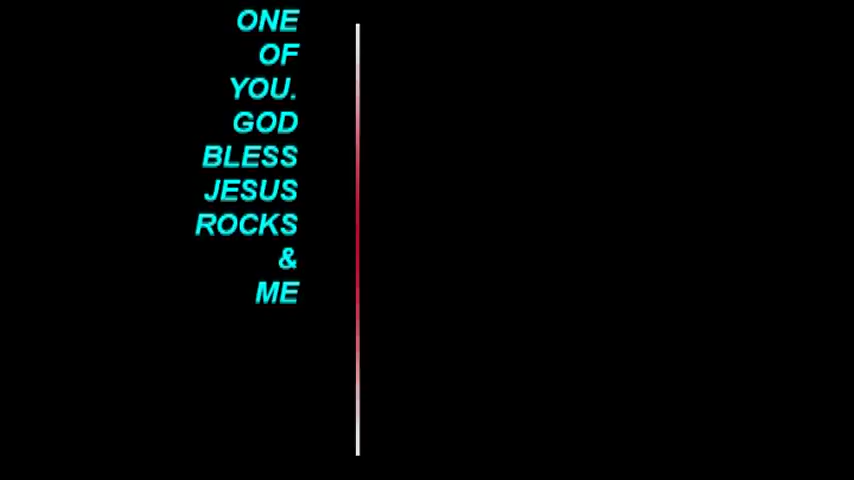 ONE
OF
YOU.
GOD
BLESS
JESUS
ROCKS
&
ME